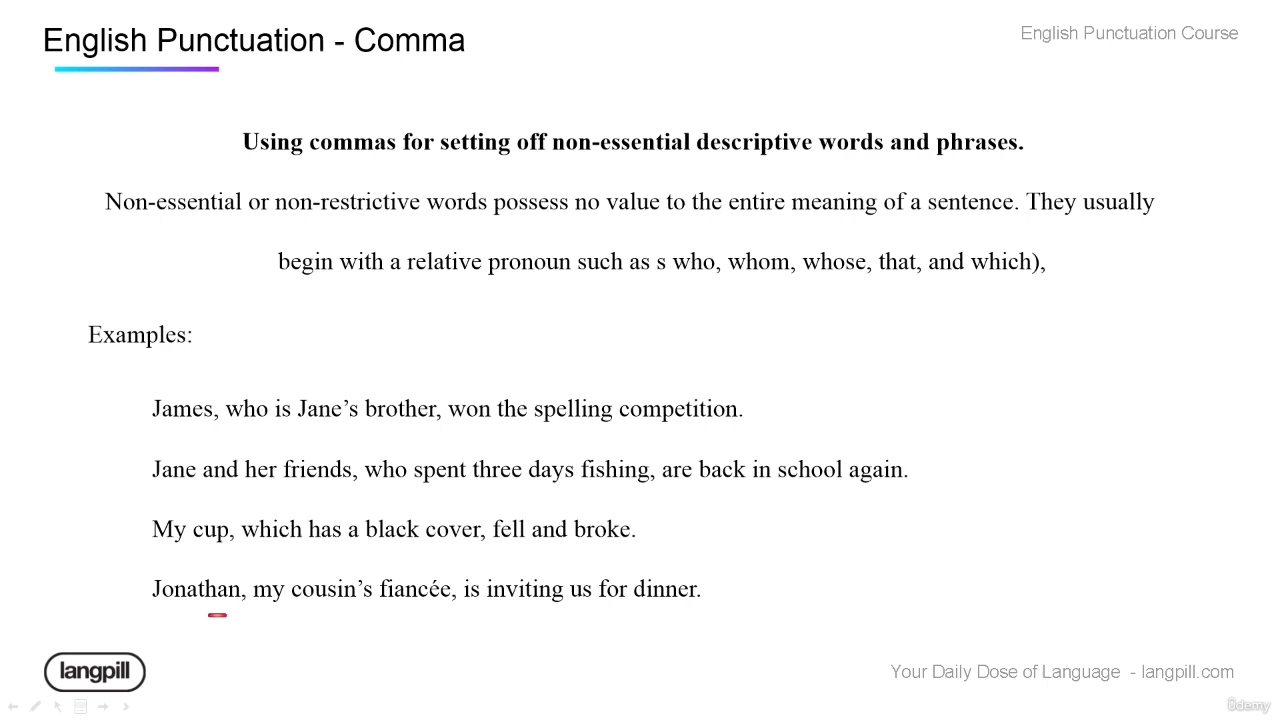 English Punctuation - Comma
English Punctuation Course
Using commas for setting off non-essential descriptive words and phrases.
Non-essential or non-restrictive words possess no value to the entire meaning of a sentence. They usually
begin with a relative pronoun such as s who, whom, whose, that, and which),
Examples:
James, who is Jane’s brother, won the spelling competition.
Jane and her friends, who spent three days fishing, are back in school again.
My cup, which has a black cover, fell and broke.
Jonathan, my cousin’s fiancée, is inviting us for dinner.
langpill
Your Daily Dose of Language - langpill.com
ûdemy